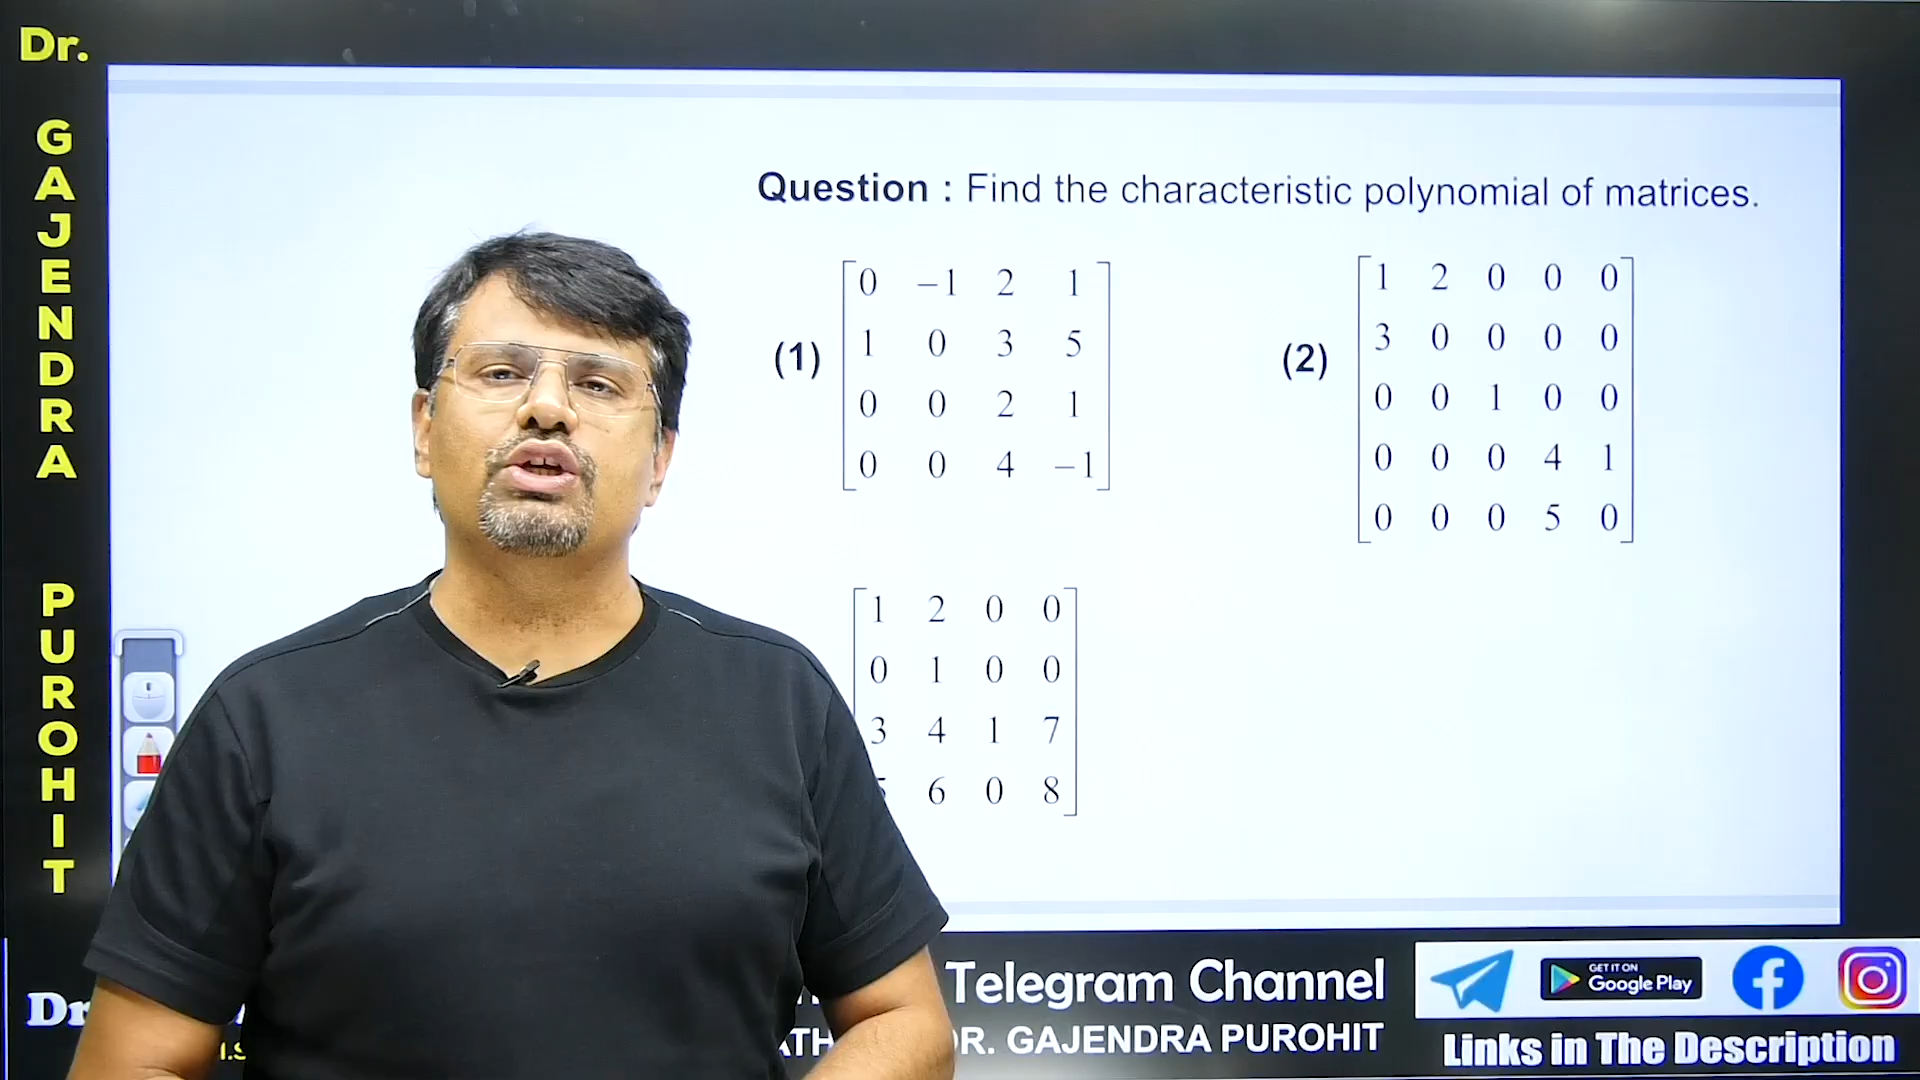 Dr.
GAJENDRA
PUROHIT
Question : Find the characteristic polynomial of matrices.
(1)
0 −1 2 1
1 0 3 5
0 0 2 1
0 0 4 −1
(2)
1 2 0 0 0
3 0 0 0 0
0 0 1 0 0
0 0 0 4 1
0 0 0 5 0
1 2 0 0
0 1 0 0
3 4 1 7
6 0 8
Telegram Channel
DR. GAJENDRA PUROHIT
GET IT ON
Google Play
Links in The Description
Dr